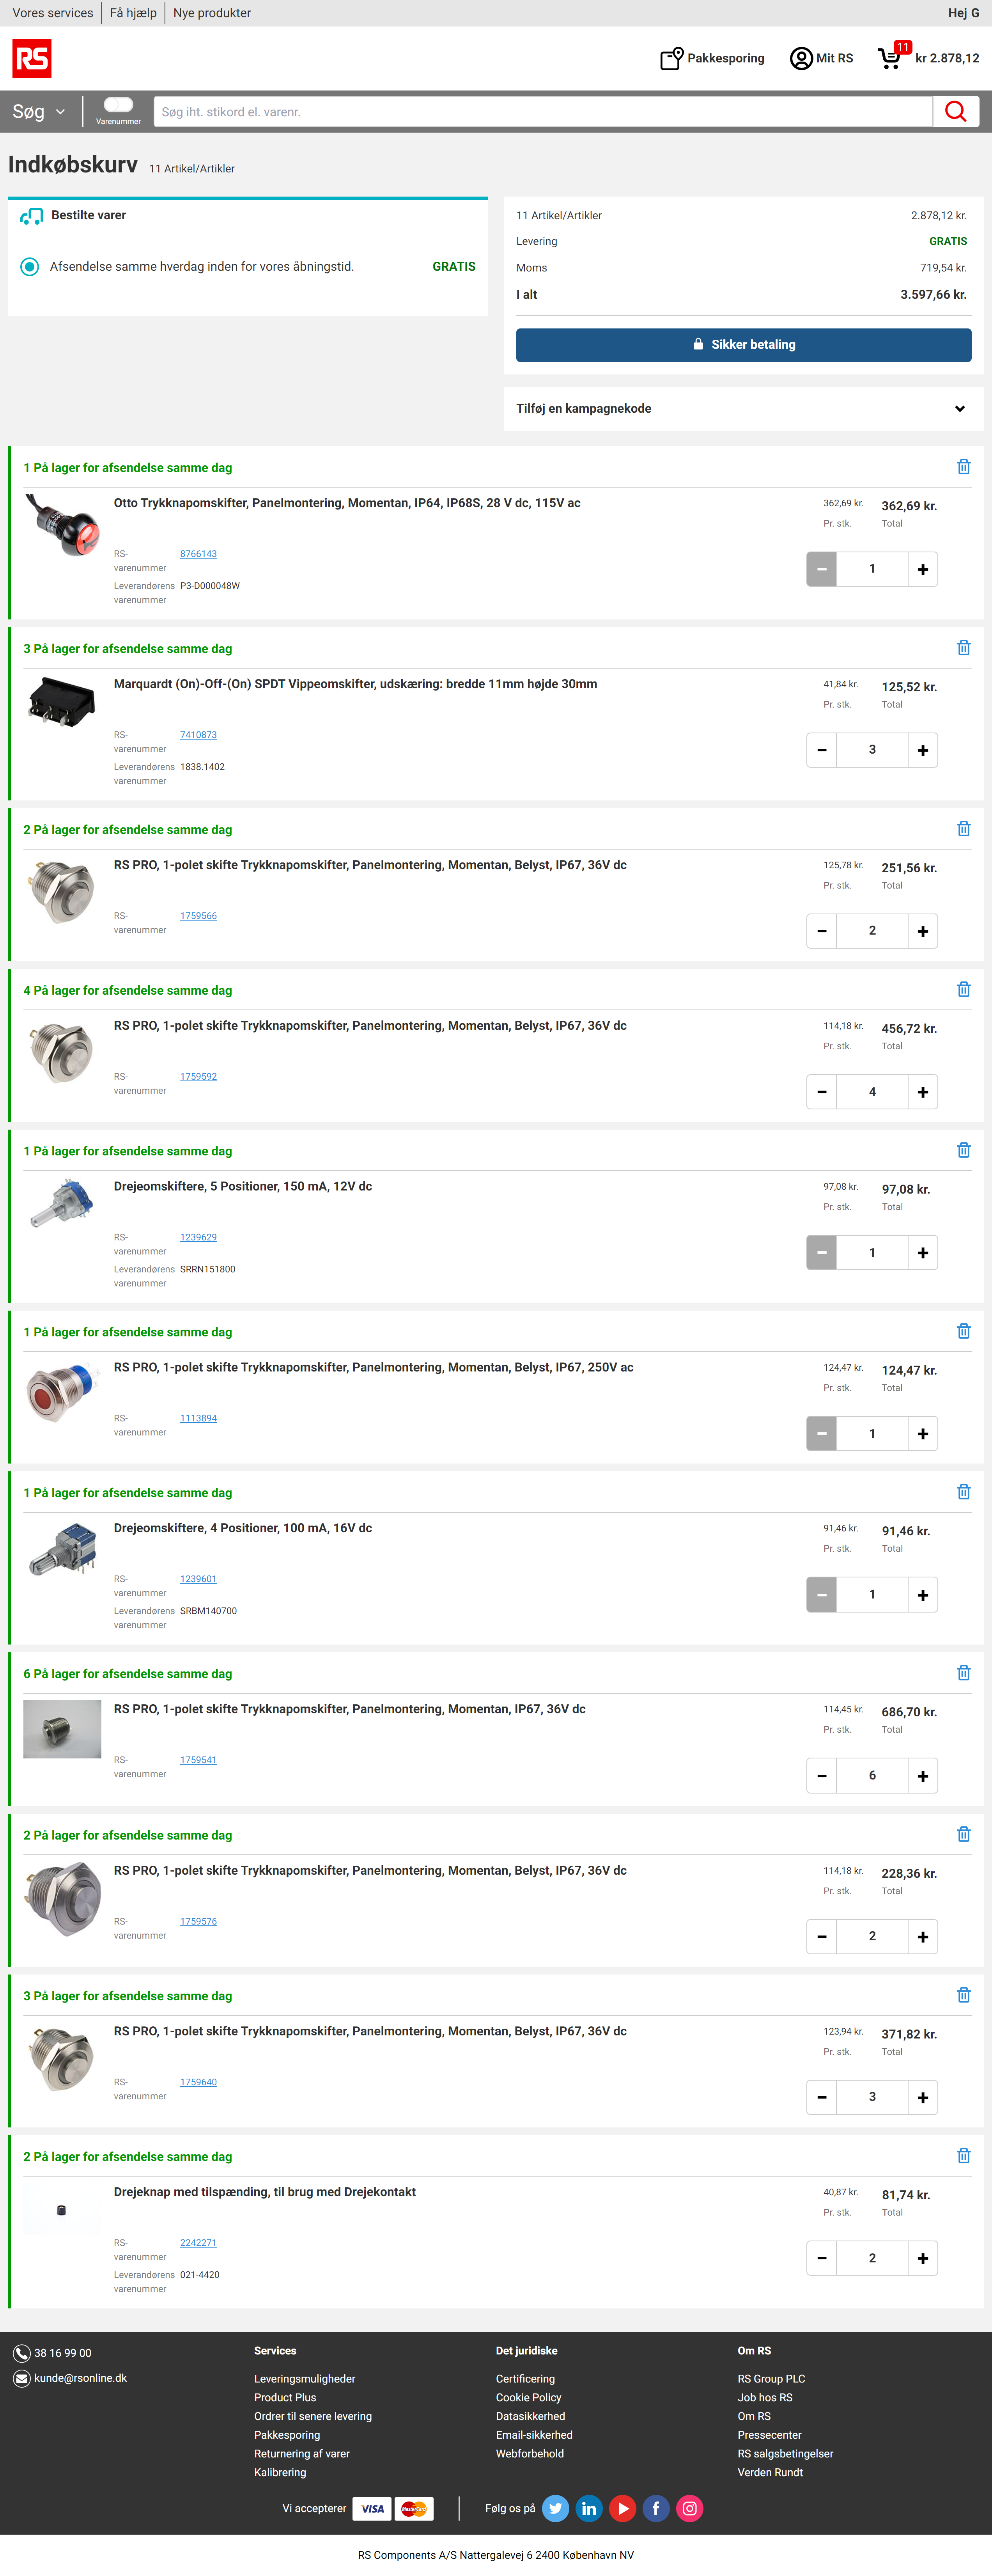 Vores services
Få hjælp
Nye produkter
Hej G
RS
Pakkesporing
Mit RS
11
kr 2.878,12
Søg
Varenummer
Søg iht. stikord el. varenr.
Indkøbskurv
11 Artikel/Artikler
Bestilte varer
Afsendelse samme hverdag inden for vores åbningstid.
GRATIS
11 Artikel/Artikler 2.878,12 kr.
Levering GRATIS
Moms 719,54 kr.
I alt 3.597,66 kr.
Sikker betaling
Tilføj en kampagnekode
1 På lager for afsendelse samme dag
Otto Trykknapomskifter, Panelmontering, Momentan, IP64, IP68S, 28 V dc, 115V ac
362,69 kr. 362,69 kr.
Pr. stk. Total
RS- 8766143
varenummer
Leverandørens P3-D000048W
varenummer
− 1 +
3 På lager for afsendelse samme dag
Marquardt (On)-Off-(On) SPDT Vippeomskifter, udskæring: bredde 11mm højde 30mm
41,84 kr. 125,52 kr.
Pr. stk. Total
RS- 7410873
varenummer
Leverandørens 1838.1402
varenummer
− 3 +
2 På lager for afsendelse samme dag
RS PRO, 1-polet skifte Trykknapomskifter, Panelmontering, Momentan, Belyst, IP67, 36V dc
125,78 kr. 251,56 kr.
Pr. stk. Total
RS- 1759566
varenummer
− 2 +
4 På lager for afsendelse samme dag
RS PRO, 1-polet skifte Trykknapomskifter, Panelmontering, Momentan, Belyst, IP67, 36V dc
114,18 kr. 456,72 kr.
Pr. stk. Total
RS- 1759592
varenummer
− 4 +
1 På lager for afsendelse samme dag
Drejeomskiftere, 5 Positioner, 150 mA, 12V dc
97,08 kr. 97,08 kr.
Pr. stk. Total
RS- 1239629
varenummer
Leverandørens SRRN151800
varenummer
− 1 +
1 På lager for afsendelse samme dag
RS PRO, 1-polet skifte Trykknapomskifter, Panelmontering, Momentan, Belyst, IP67, 250V ac
124,47 kr. 124,47 kr.
Pr. stk. Total
RS- 1113894
varenummer
− 1 +
1 På lager for afsendelse samme dag
Drejeomskiftere, 4 Positioner, 100 mA, 16V dc
91,46 kr. 91,46 kr.
Pr. stk. Total
RS- 1239601
varenummer
Leverandørens SRBM140700
varenummer
− 1 +
6 På lager for afsendelse samme dag
RS PRO, 1-polet skifte Trykknapomskifter, Panelmontering, Momentan, IP67, 36V dc
114,45 kr. 686,70 kr.
Pr. stk. Total
RS- 1759541
varenummer
− 6 +
2 På lager for afsendelse samme dag
RS PRO, 1-polet skifte Trykknapomskifter, Panelmontering, Momentan, Belyst, IP67, 36V dc
114,18 kr. 228,36 kr.
Pr. stk. Total
RS- 1759576
varenummer
− 2 +
3 På lager for afsendelse samme dag
RS PRO, 1-polet skifte Trykknapomskifter, Panelmontering, Momentan, Belyst, IP67, 36V dc
123,94 kr. 371,82 kr.
Pr. stk. Total
RS- 1759640
varenummer
− 3 +
2 På lager for afsendelse samme dag
Drejeknap med tilspænding, til brug med Drejekontakt
40,87 kr. 81,74 kr.
Pr. stk. Total
RS- 2242271
varenummer
Leverandørens 021-4420
varenummer
− 2 +
38 16 99 00
kunde@rsonline.dk
Services
Leveringsmuligheder
Product Plus
Ordrer til senere levering
Pakkesporing
Returnering af varer
Kalibrering
Det juridiske
Certificering
Cookie Policy
Datasikkerhed
Email-sikkerhed
Webforbehold
Om RS
RS Group PLC
Job hos RS
Om RS
Pressecenter
RS salgsbetingelser
Verden Rundt
Vi accepterer VISA MasterCard
Følg os på
RS Components A/S Nattergalevej 6 2400 København NV